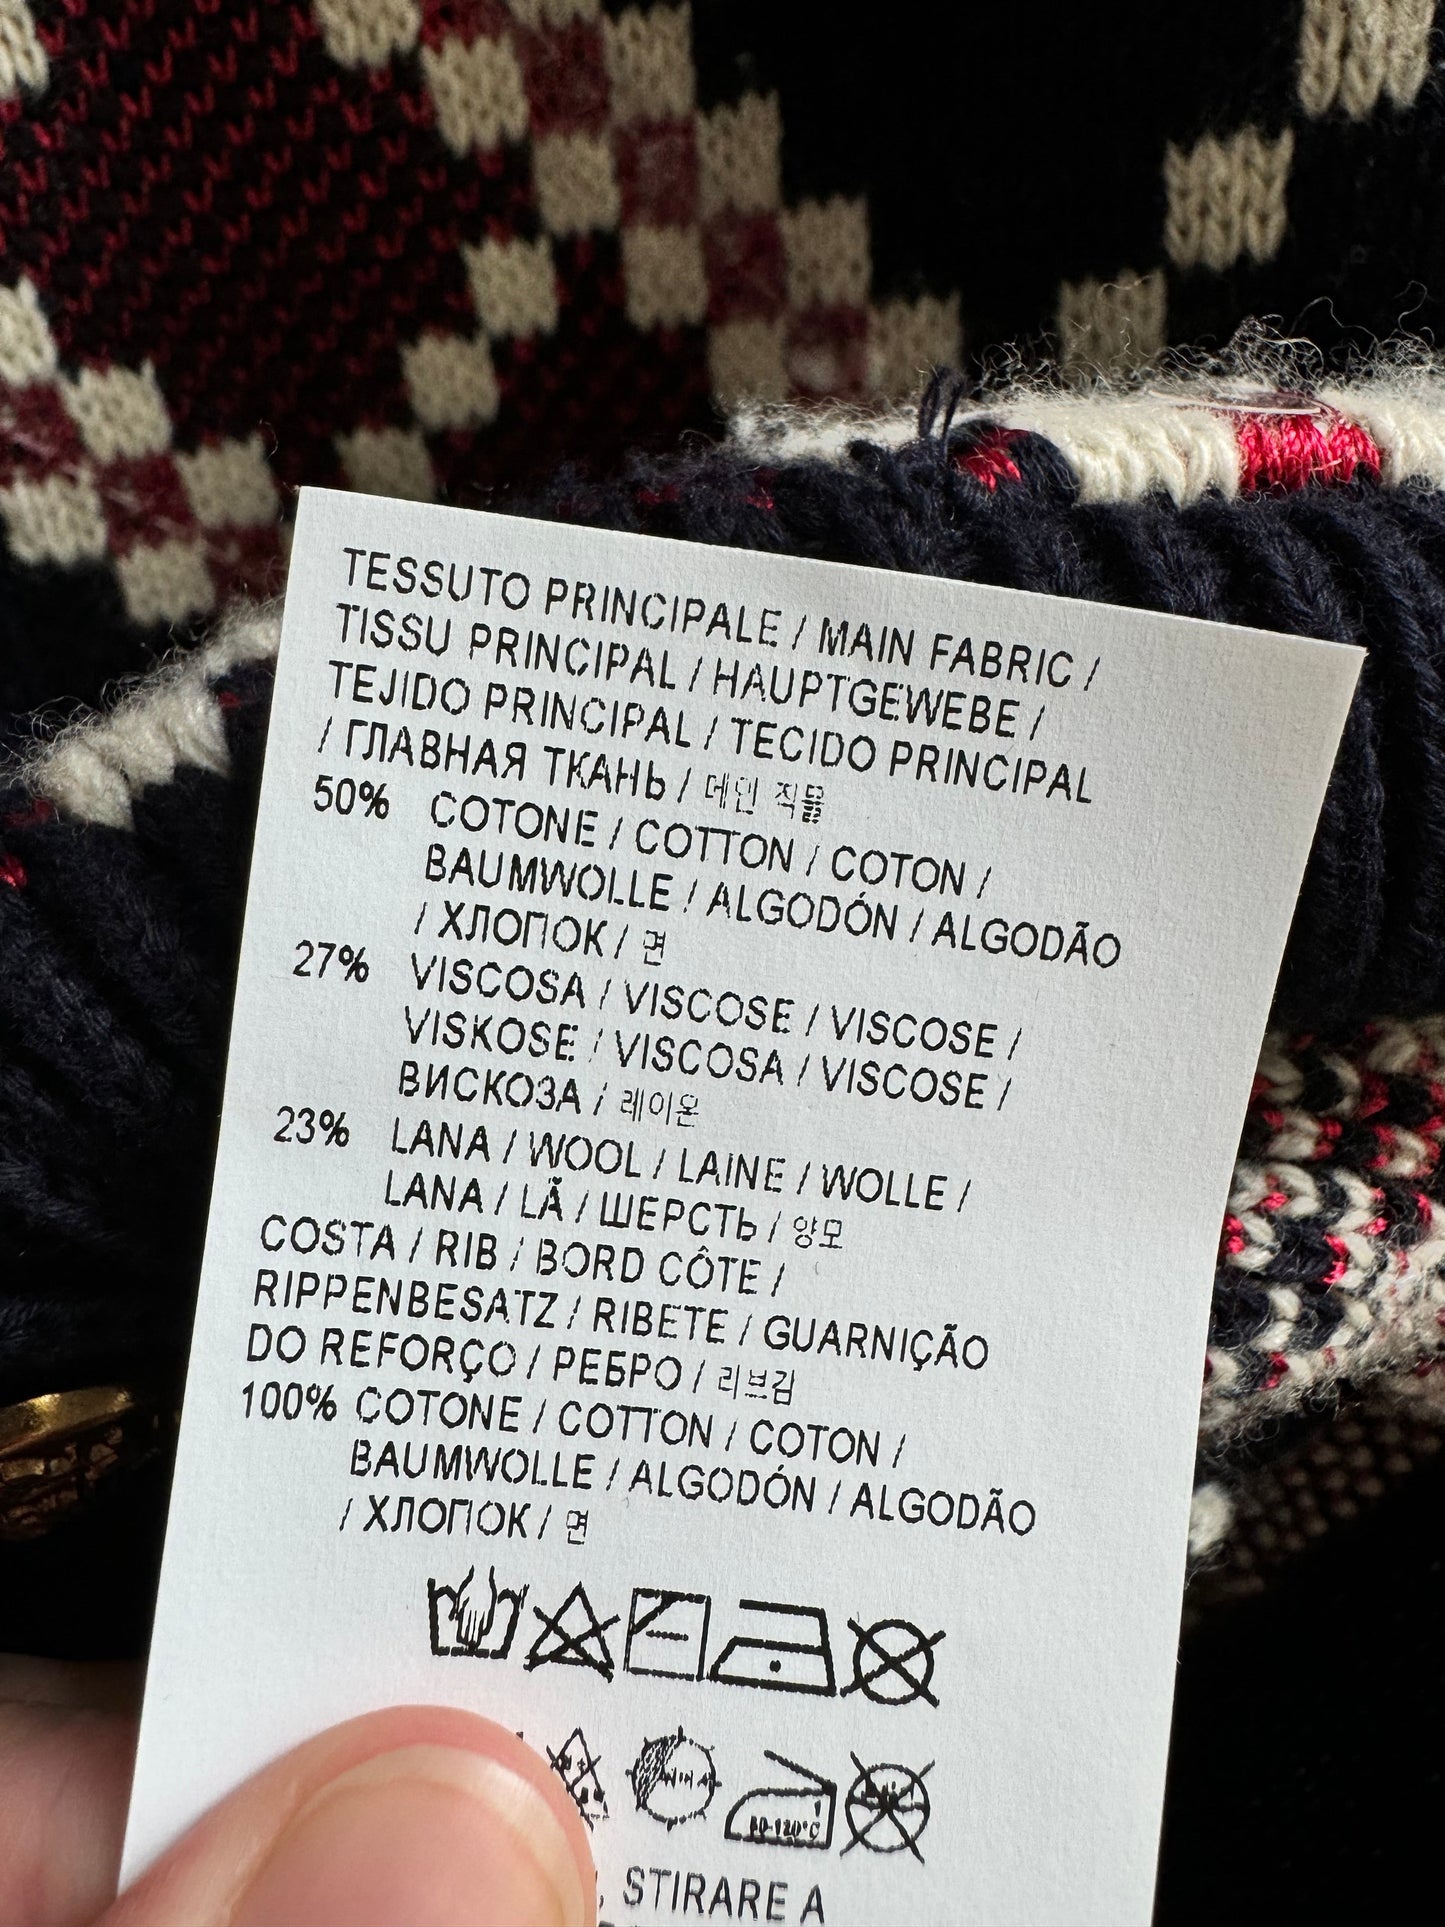 TESSUTO PRINCIPALE / MAIN FABRIC /
TISSU PRINCIPAL / HAUPTGEWEBE /
TEJIDO PRINCIPAL / TECIDO PRINCIPAL
/ ГЛАВНАЯ ТКАНЬ / 메인 직물
50% COTONE / COTTON / COTON /
BAUMWOLLE / ALGODÓN / ALGODÃO
/ ХЛОПОК / 면
27% VISCOSA / VISCOSE / VISCOSE /
VISKOSE / VISCOSA / VISCOSE /
ВИСКОЗА / 레이온
23% LANA / WOOL / LAINE / WOLLE /
LANA / LÃ / ШЕРСТЬ / 양모
COSTA / RIB / BORD CÔTE /
RIPPENBESATZ / RIBETE / GUARNIÇÃO
DO REFORÇO / РЕБРО / 리브김
100% COTONE / COTTON / COTON /
BAUMWOLLE / ALGODÓN / ALGODÃO
/ ХЛОПОК / 면
80-120°C
, STIRARE A